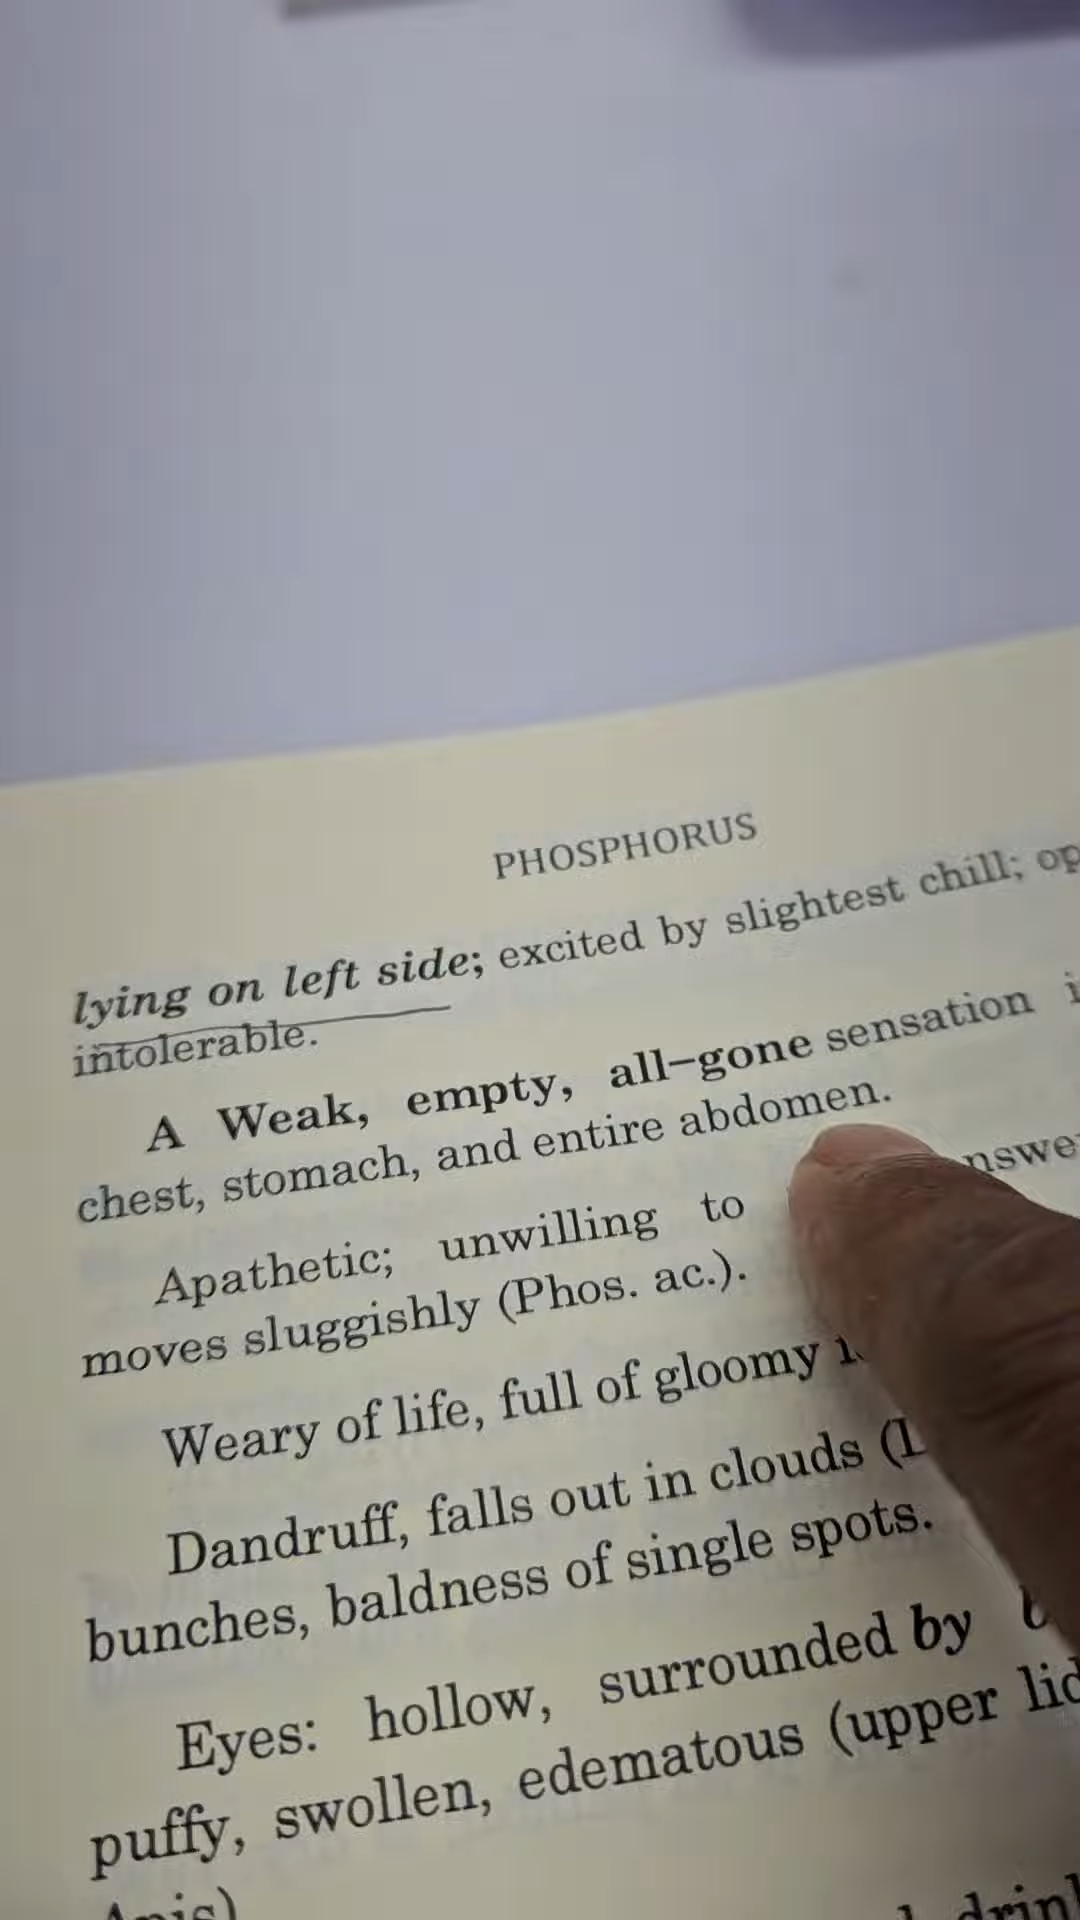 PHOSPHORUS
lying on left side; excited by slightest chill;
intolerable.
A Weak, empty, all–gone sensation
chest, stomach, and entire abdomen.
Apathetic; unwilling to
moves sluggishly (Phos. ac.).
Weary of life, full of gloomy
Dandruff, falls out in clouds
bunches, baldness of single spots.
Eyes: hollow, surrounded by
puffy, swollen, edematous (upper